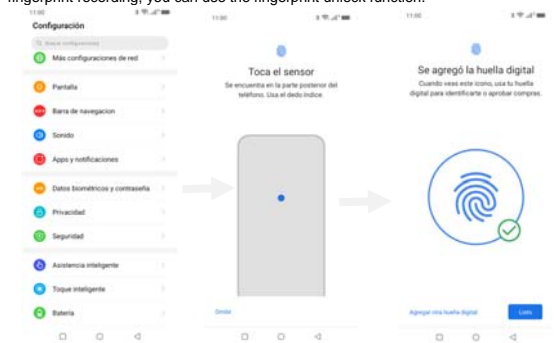 fingerprint recording, you can use the fingerprint unlock function.
11:00
Configuración
Buscar configuraciones
Más configuraciones de red
Pantalla
Barra de navegacion
Sonido
Apps y notificaciones
Datos biométricos y contraseña
Privacidad
Seguridad
Asistencia inteligente
Toque inteligente
Batería
11:00
Toca el sensor
Se encuentra en la parte posterior del
teléfono. Usa el dedo índice
Omitir
11:00
Se agregó la huella digital
Cuando veas este icono, usa tu huella
digital para identificarte o aprobar compras.
Agregar otra huella digital
Listo